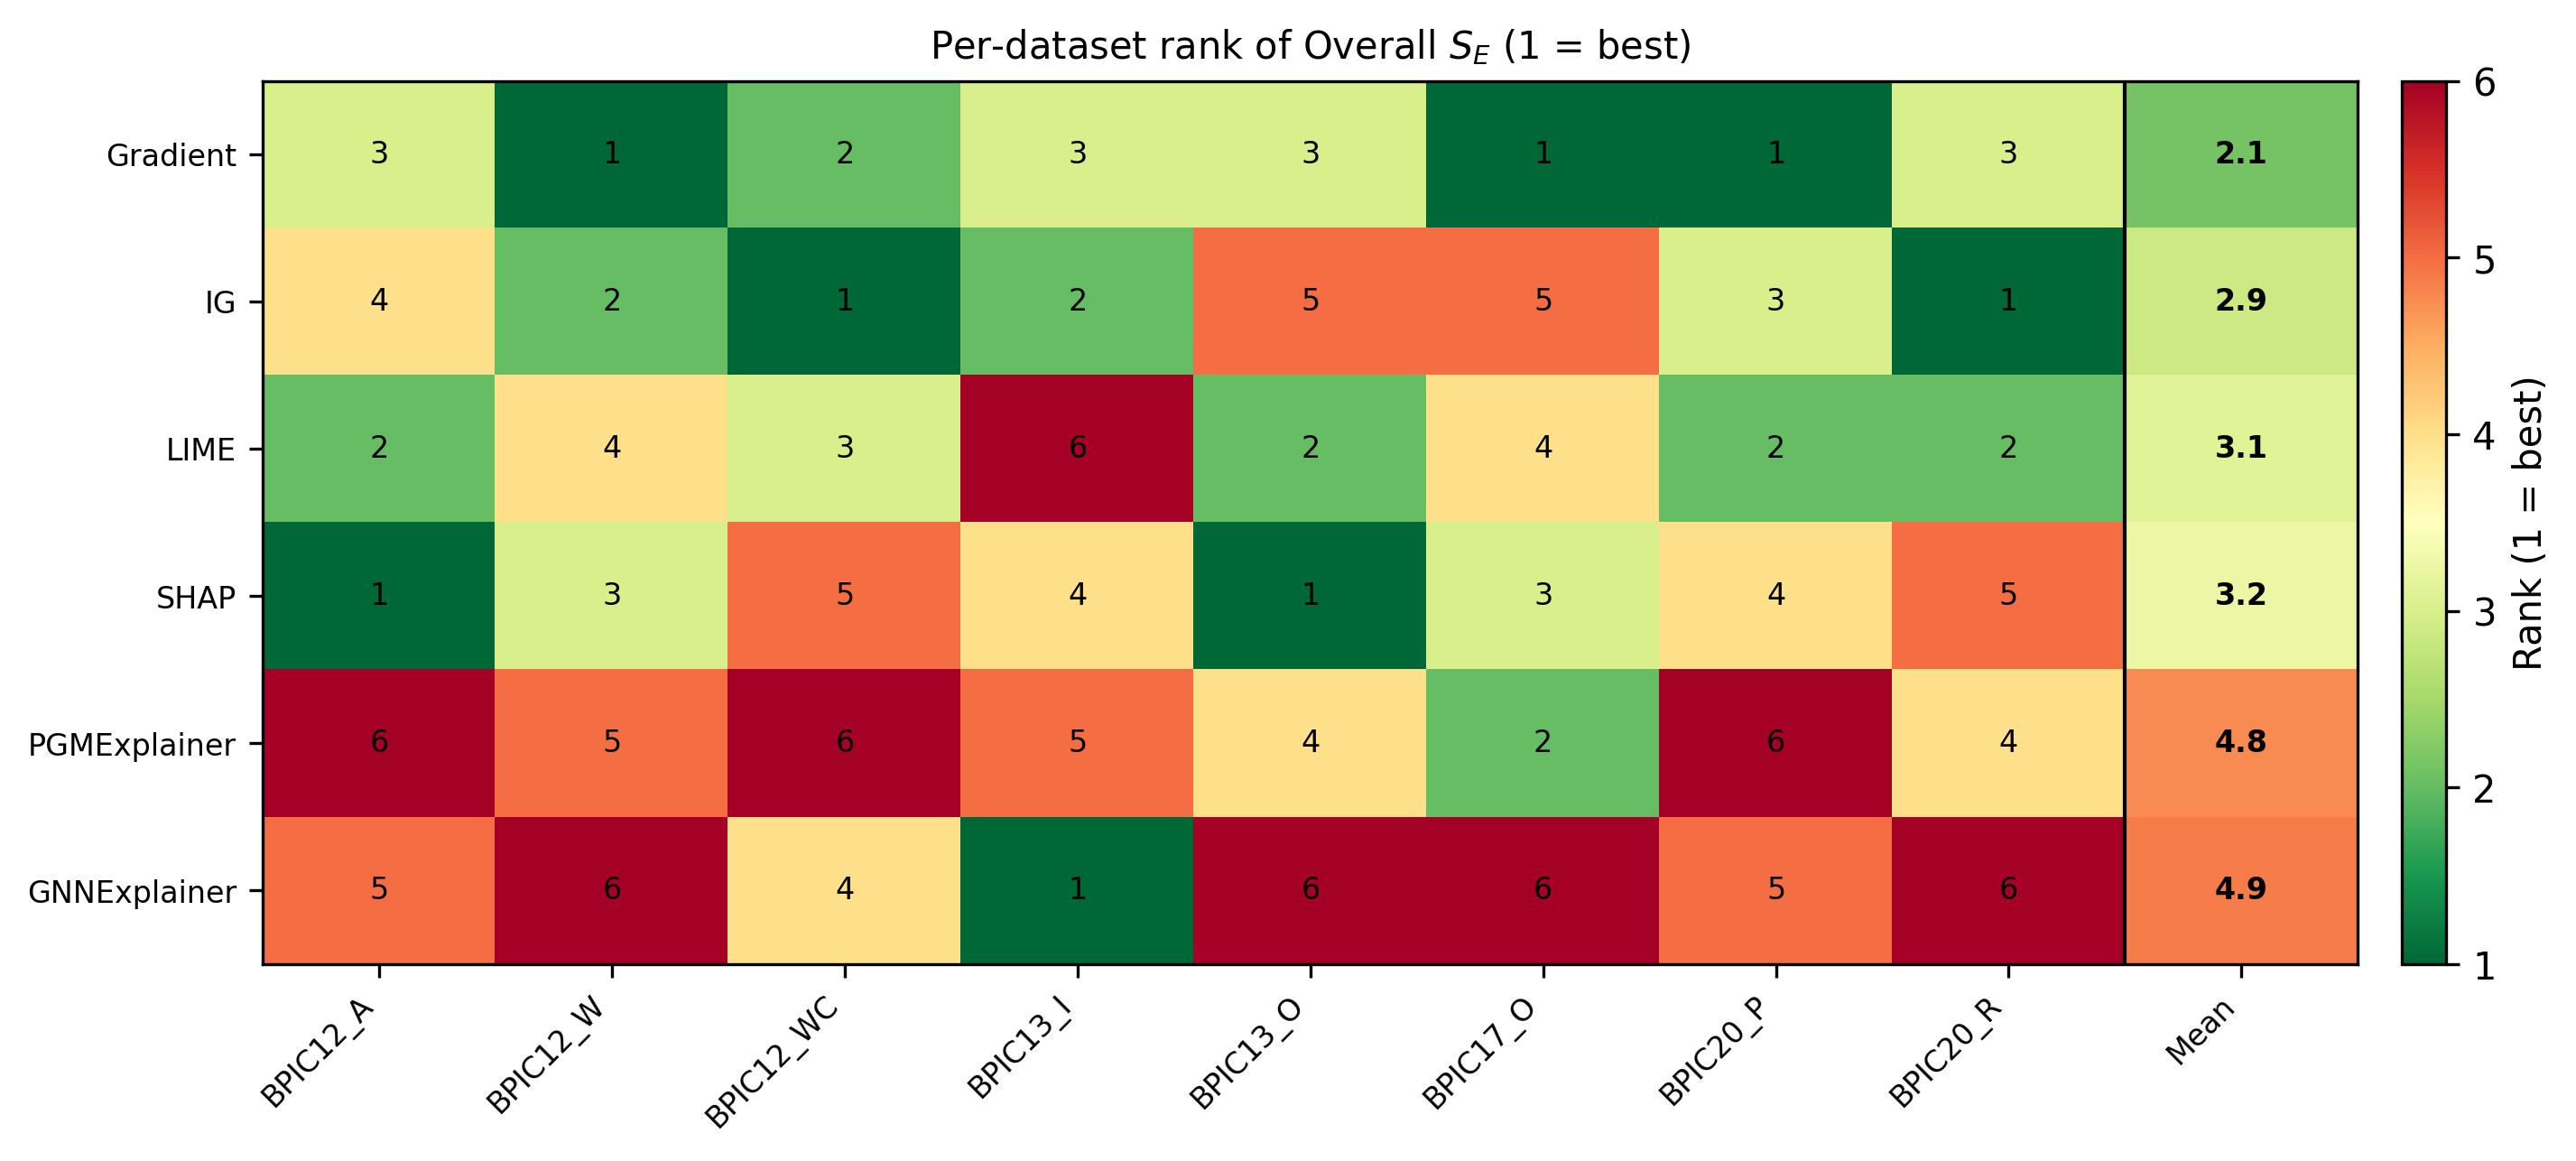 Per-dataset rank of Overall S_E (1 = best)
Gradient 3 1 2 3 3 1 1 3 2.1
IG 4 2 1 2 5 5 3 1 2.9
LIME 2 4 3 6 2 4 2 2 3.1
SHAP 1 3 5 4 1 3 4 5 3.2
PGMExplainer 6 5 6 5 4 2 6 4 4.8
GNNExplainer 5 6 4 1 6 6 5 6 4.9
BPIC12_A BPIC12_W BPIC12_WC BPIC13_I BPIC13_O BPIC17_O BPIC20_P BPIC20_R Mean
6
5
4
3
2
1
Rank (1 = best)